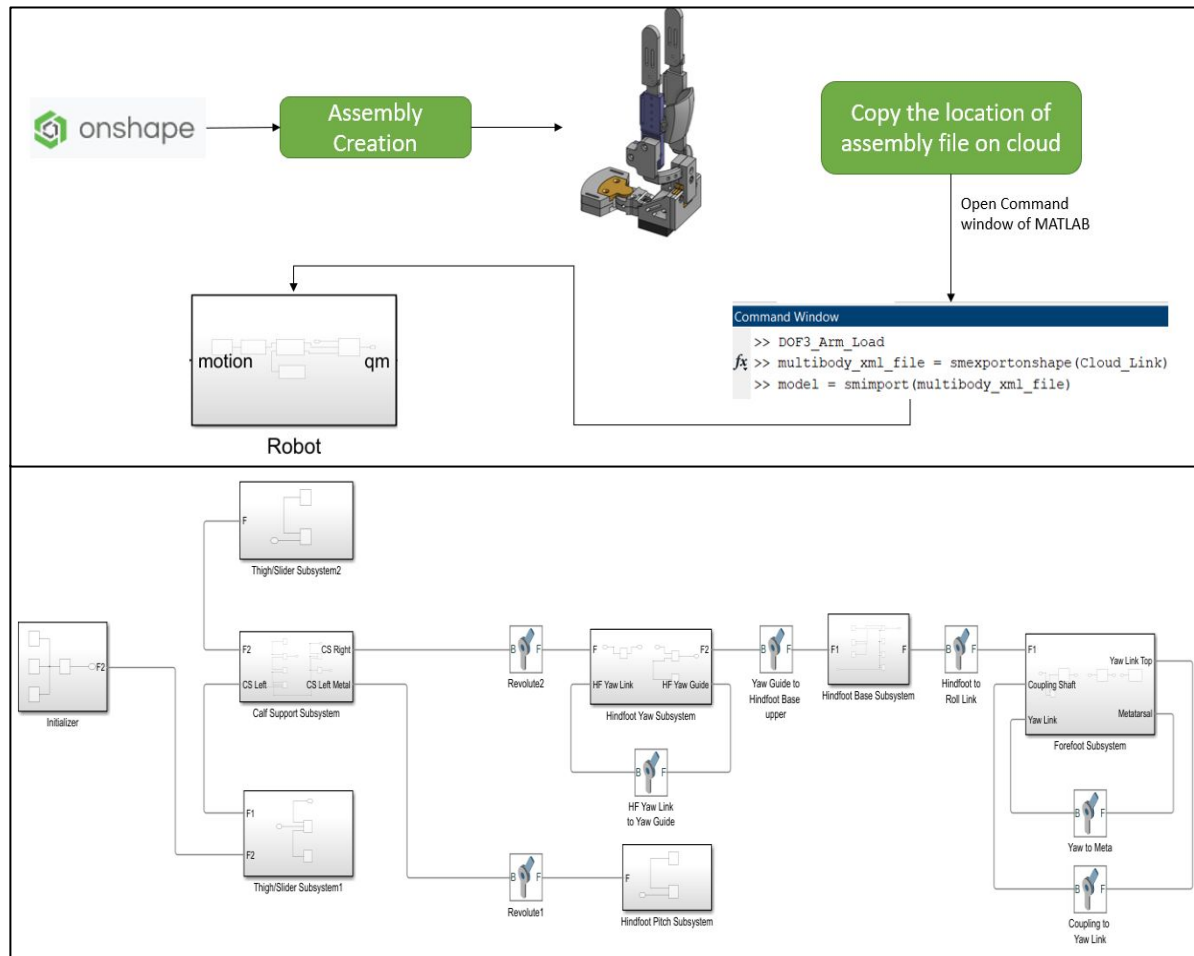 onshape
Assembly
Creation
Copy the location of
assembly file on cloud
Open Command
window of MATLAB
Command Window
>> DOF3_Arm_Load
fx >> multibody_xml_file = smexportonshape(Cloud_Link)
>> model = smimport(multibody_xml_file)
motion
qm
Robot
F
Thigh/Slider Subsystem2
F2
Initializer
F2
CS Right
CS Left
CS Left Metal
Calf Support Subsystem
F1
F2
Thigh/Slider Subsystem1
B F
Revolute2
F
F2
HF Yaw Link
HF Yaw Guide
Hindfoot Yaw Subsystem
B F
HF Yaw Link
to Yaw Guide
B F
Revolute1
F
Hindfoot Pitch Subsystem
B F
Yaw Guide to
Hindfoot Base
upper
F1
F
Hindfoot Base Subsystem
B F
Hindfoot to
Roll Link
F1
Yaw Link Top
Coupling Shaft
Yaw Link
Metatarsal
Forefoot Subsystem
B F
Yaw to Meta
B F
Coupling to
Yaw Link